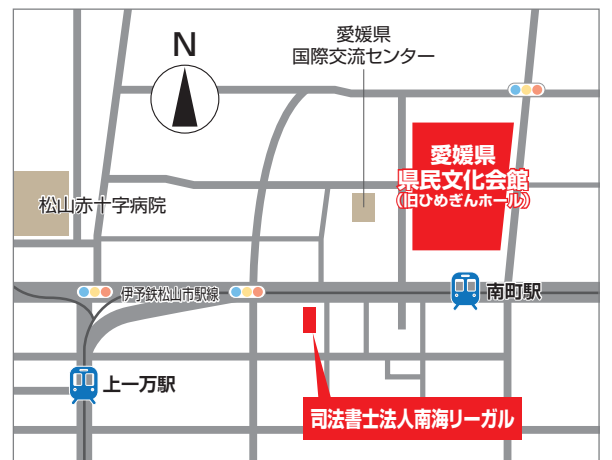 N
愛媛県
国際交流センター
愛媛県
県民文化会館
(旧ひめぎんホール)
松山赤十字病院
伊予鉄松山市駅線
南町駅
上一万駅
司法書士法人南海リーガル